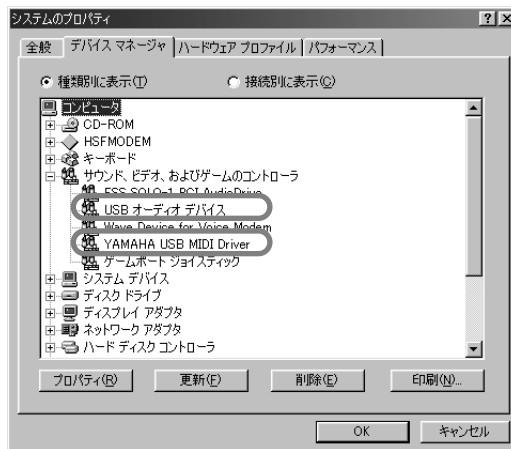 システムのプロパティ
全般 デバイス マネージャ ハードウェア プロファイル パフォーマンス
種類別に表示(T) 接続別に表示(C)
コンピュータ
CD-ROM
HSFMODEM
キーボード
サウンド、ビデオ、およびゲームのコントローラ
ESS SOLO-1 PCI AudioDrive
USB オーディオ デバイス
Wave Device for Voice Modem
YAMAHA USB MIDI Driver
ゲームポート ジョイスティック
システム デバイス
ディスク ドライブ
ディスプレイ アダプタ
ネットワーク アダプタ
ハード ディスク コントローラ
プロパティ(R) 更新(F) 削除(E) 印刷(N)...
OK キャンセル